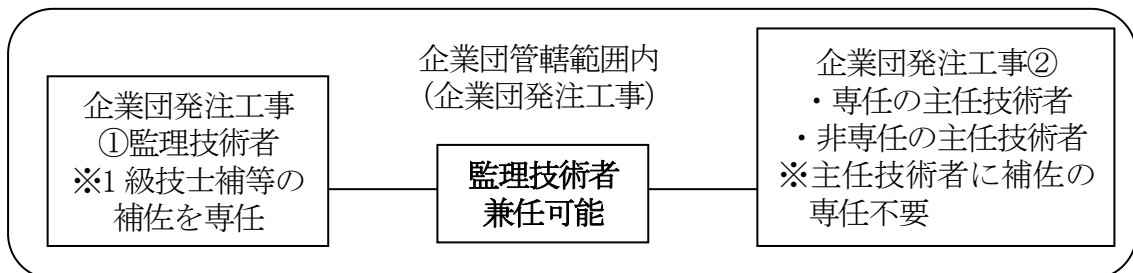 企業団発注工事
①監理技術者
※1級技士補等の
補佐を専任
企業団管轄範囲内
(企業団発注工事)
監理技術者
兼任可能
企業団発注工事②
・専任の主任技術者
・非専任の主任技術者
※主任技術者に補佐の
専任不要